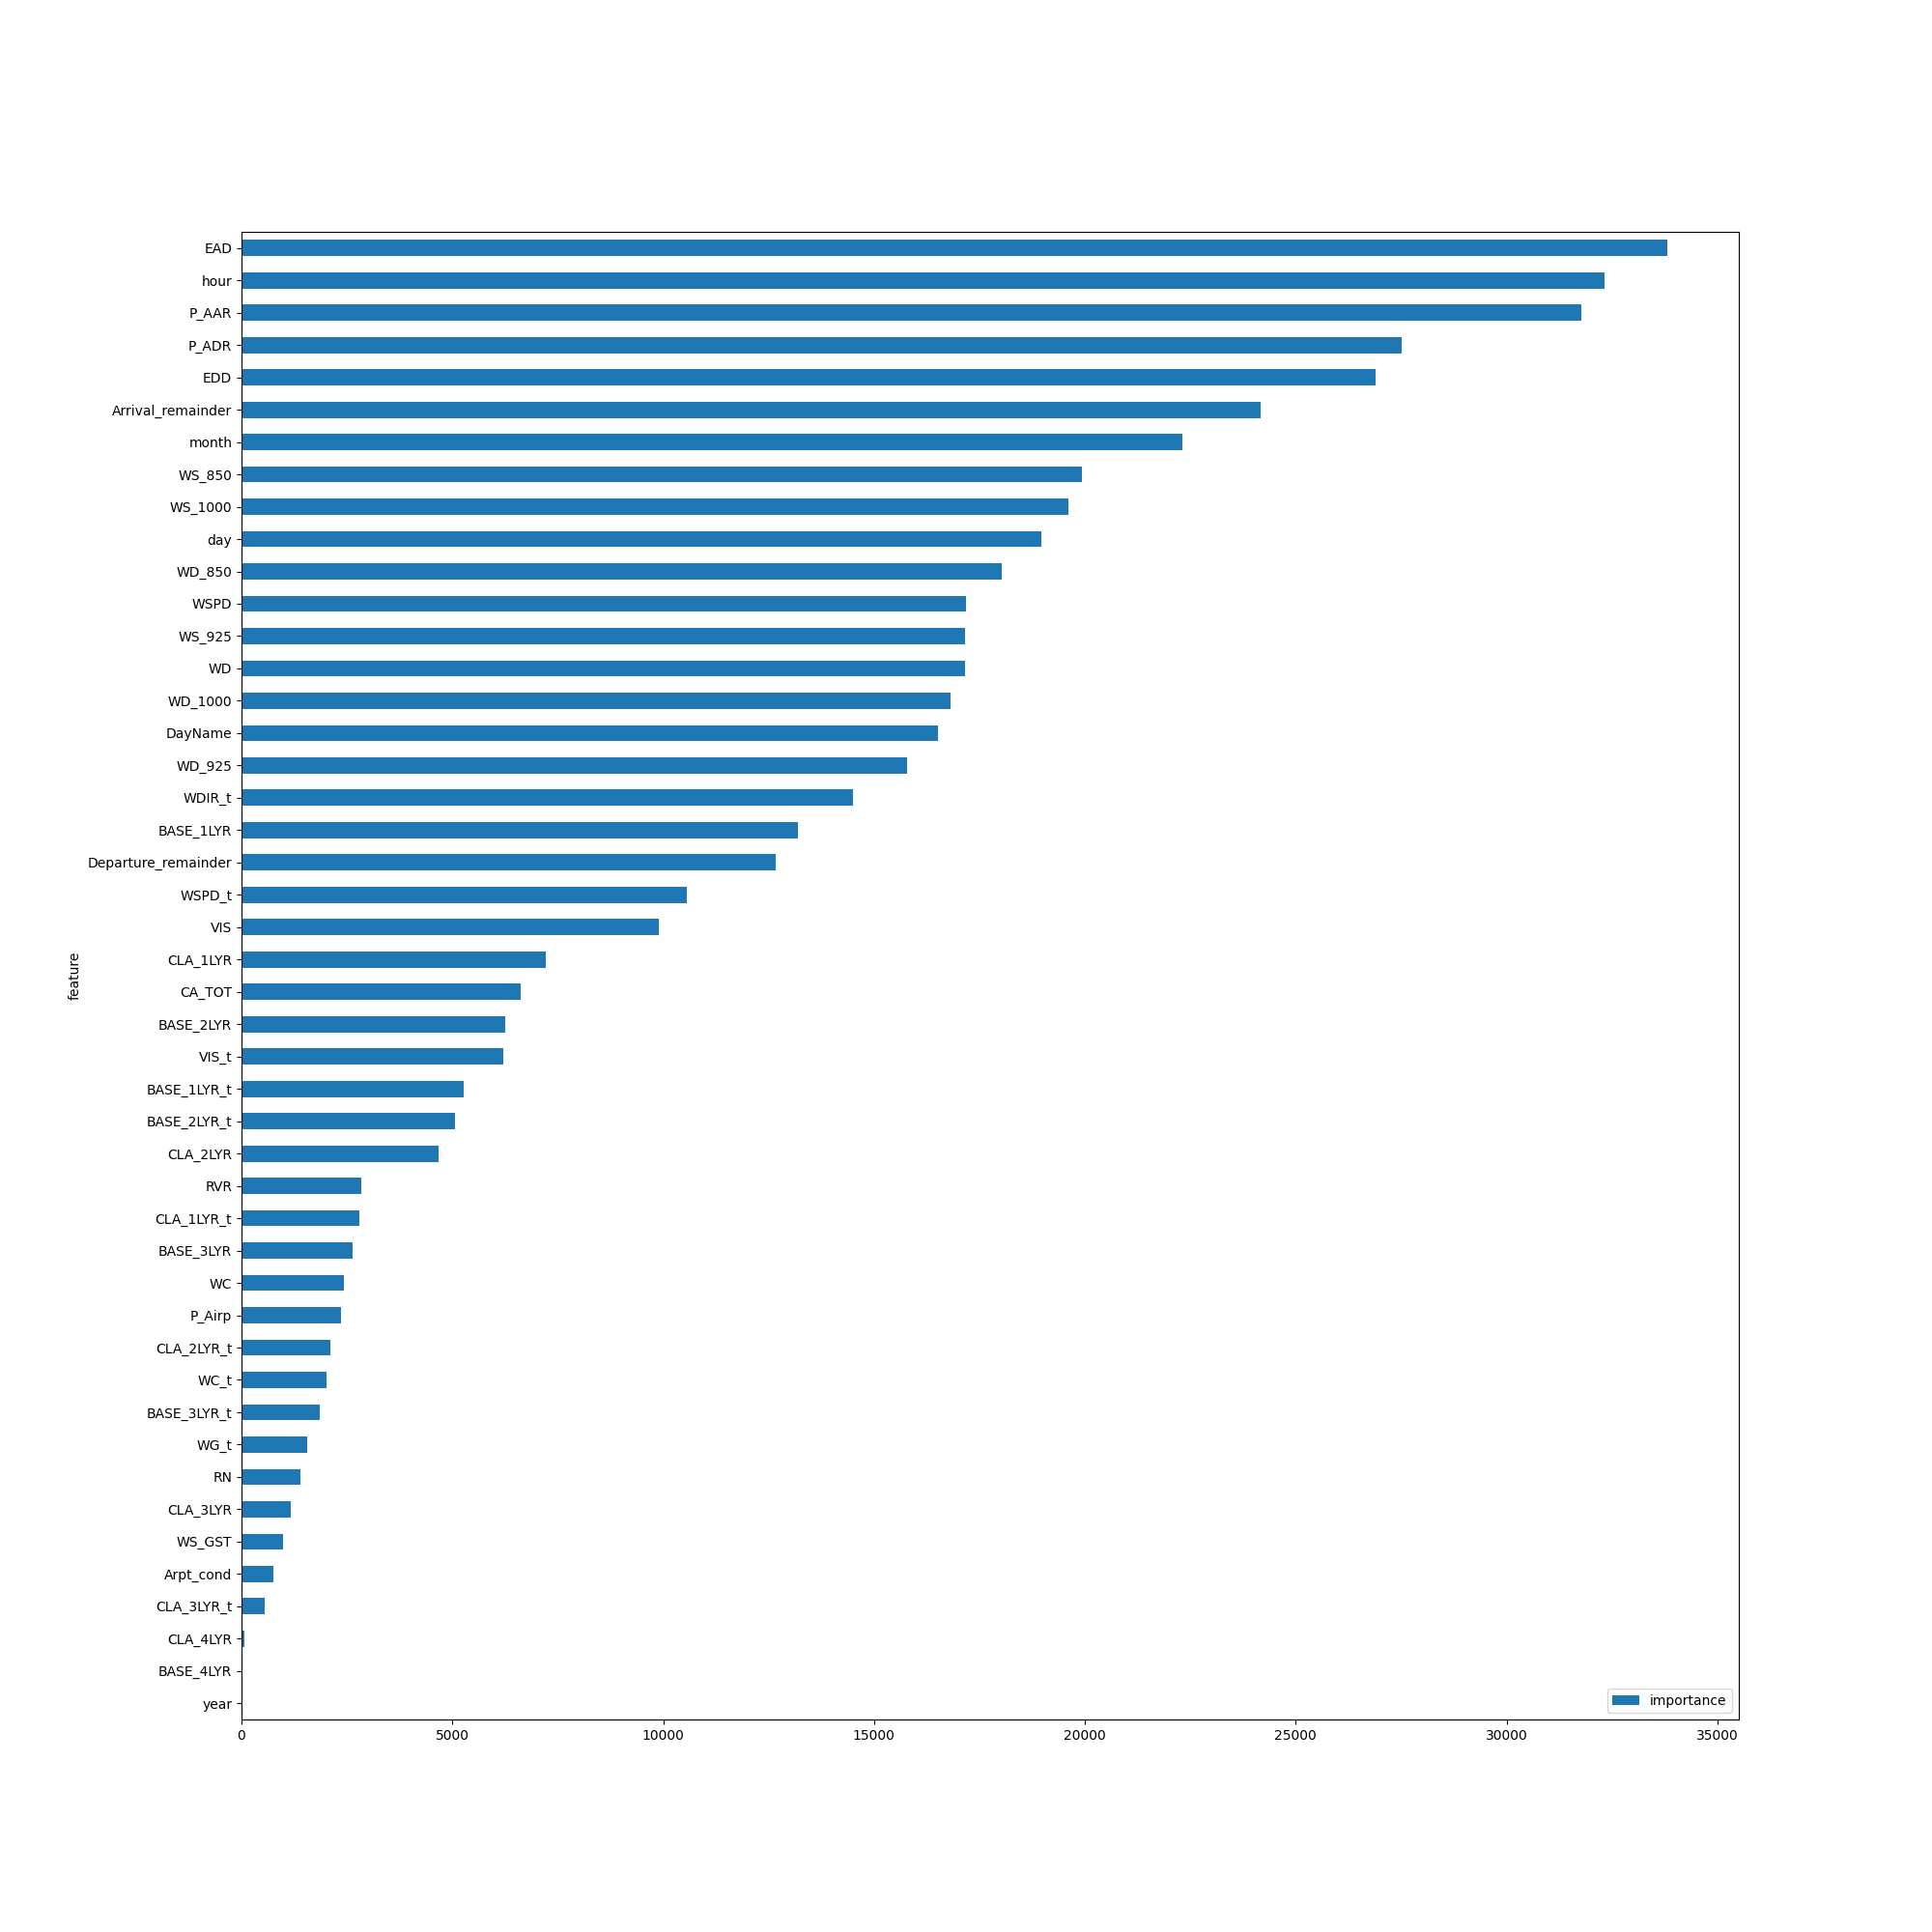 EAD
hour
P_AAR
P_ADR
EDD
Arrival_remainder
month
WS_850
WS_1000
day
WD_850
WSPD
WS_925
WD
WD_1000
DayName
WD_925
WDIR_t
BASE_1LYR
Departure_remainder
WSPD_t
VIS
CLA_1LYR
CA_TOT
BASE_2LYR
VIS_t
BASE_1LYR_t
BASE_2LYR_t
CLA_2LYR
RVR
CLA_1LYR_t
BASE_3LYR
WC
P_Airp
CLA_2LYR_t
WC_t
BASE_3LYR_t
WG_t
RN
CLA_3LYR
WS_GST
Arpt_cond
CLA_3LYR_t
CLA_4LYR
BASE_4LYR
year
feature
importance
0 5000 10000 15000 20000 25000 30000 35000